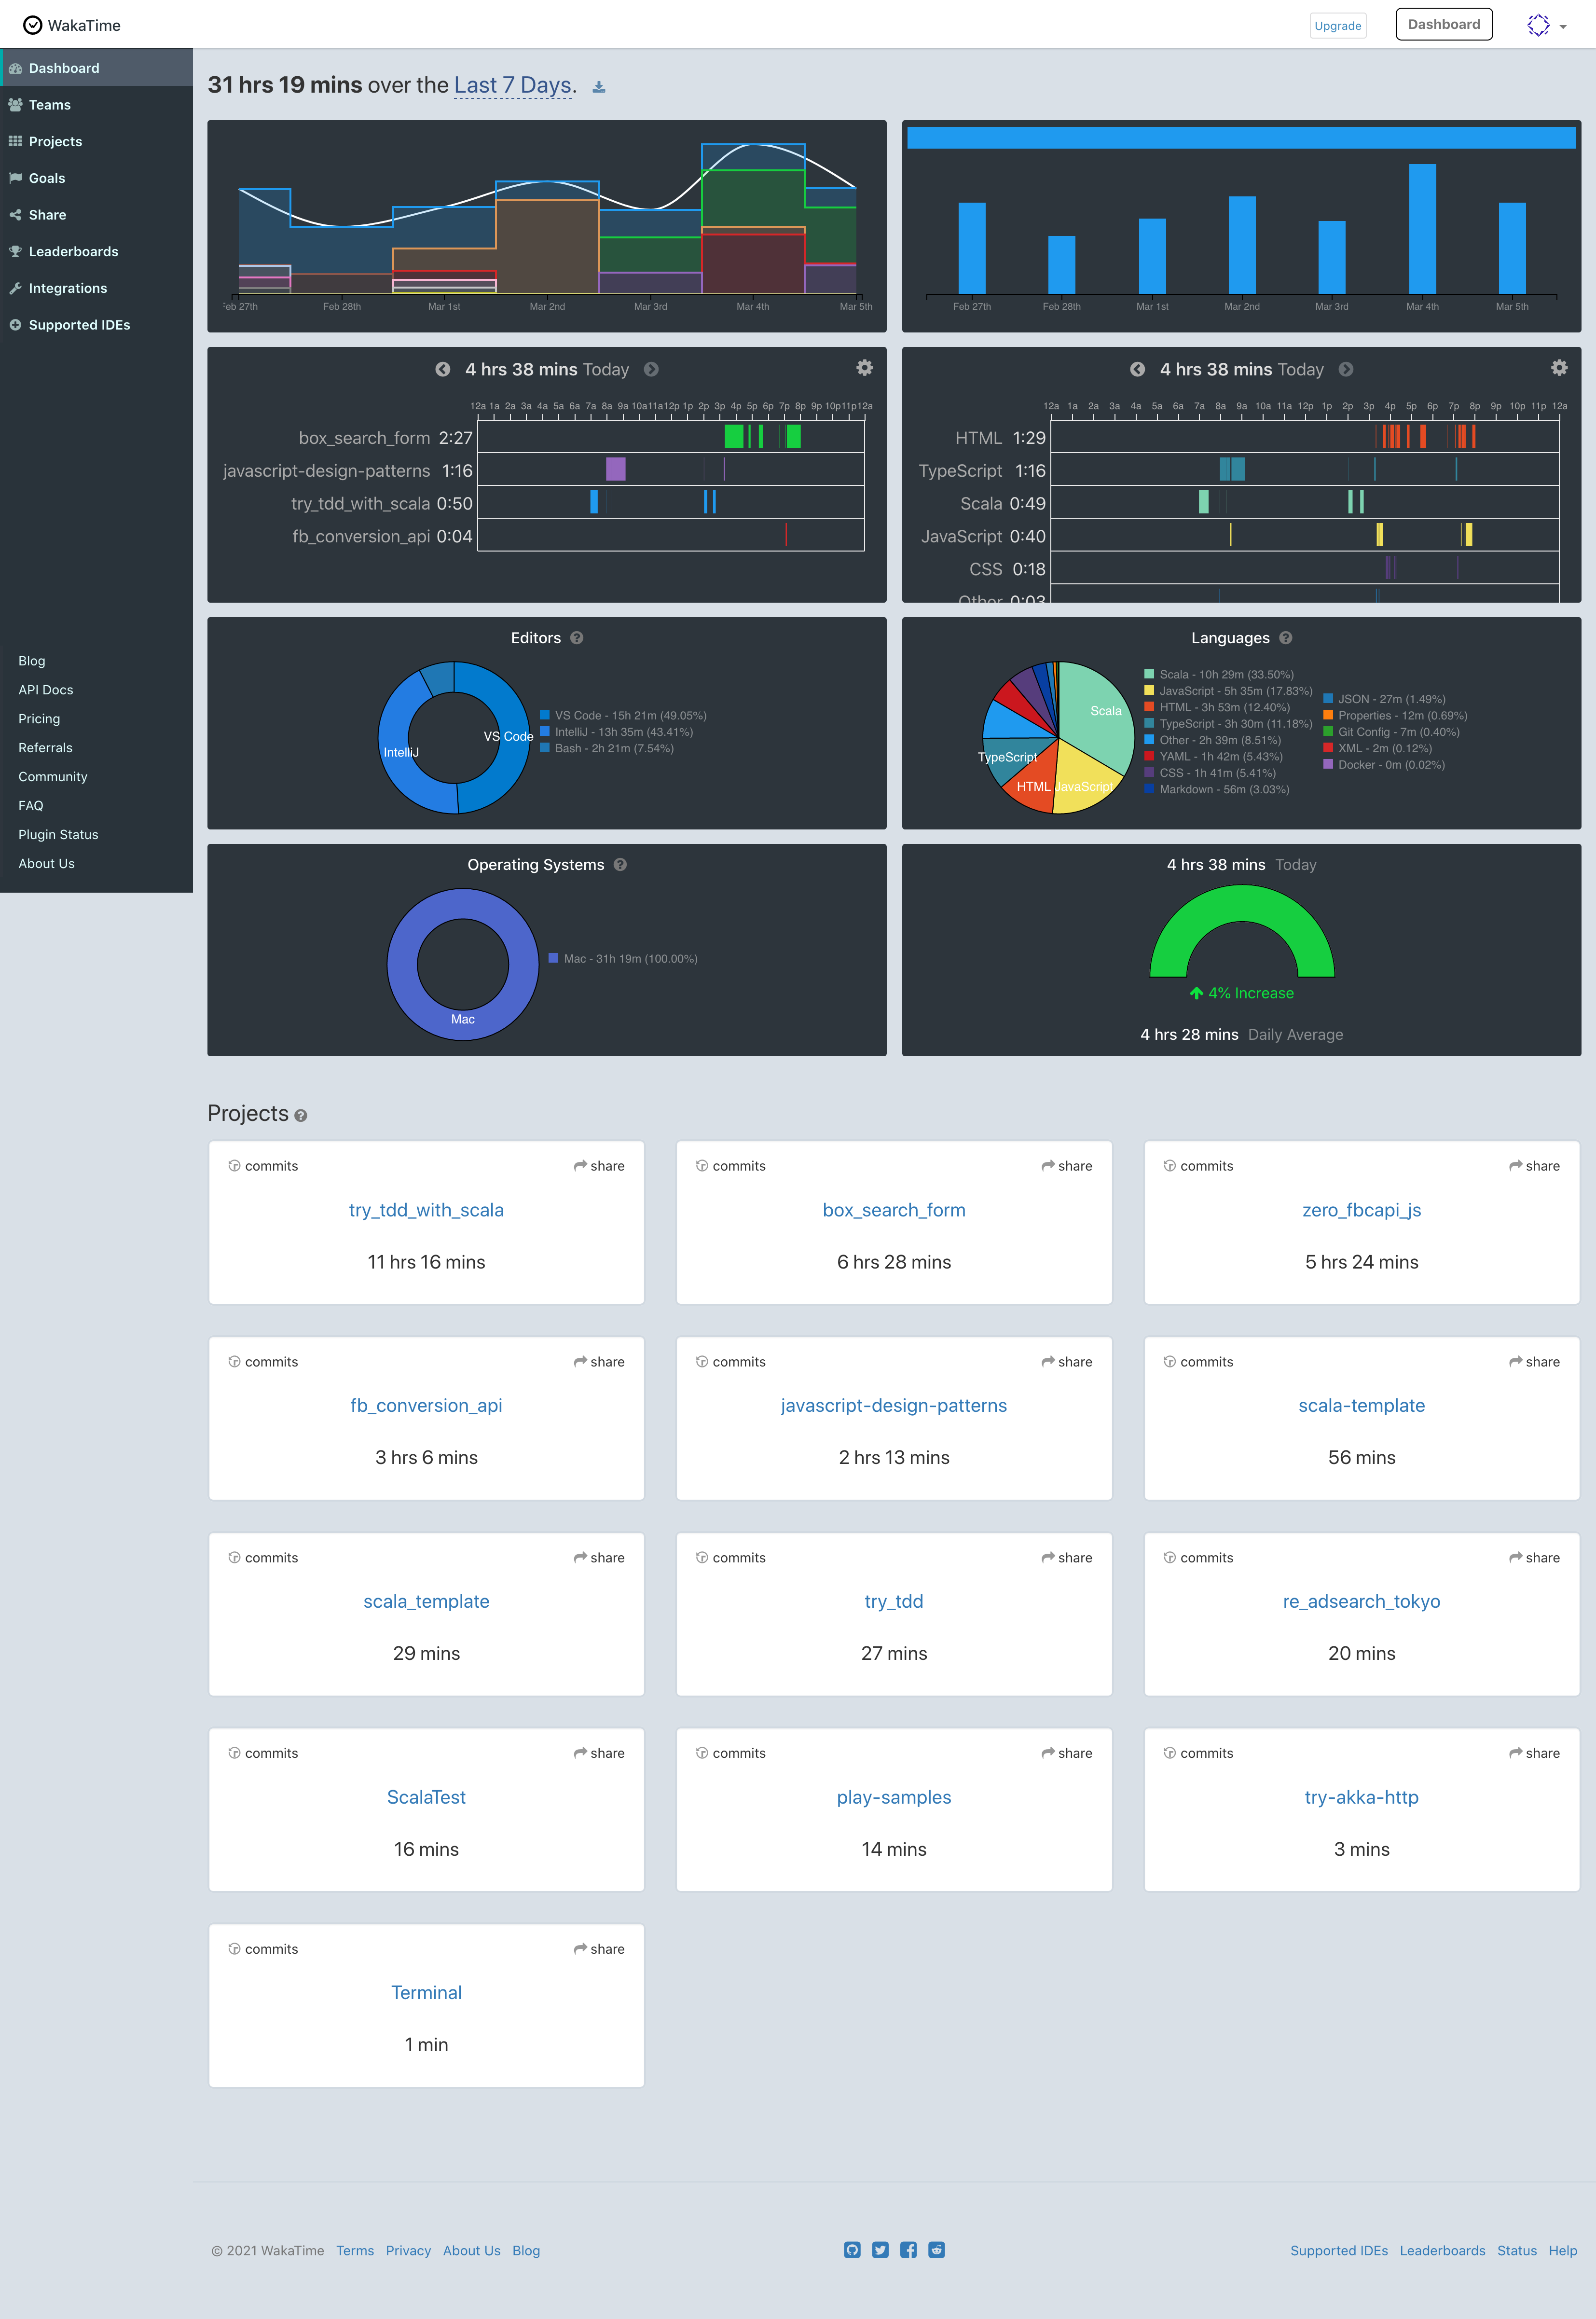 WakaTime
Upgrade
Dashboard
Dashboard
Teams
Projects
Goals
Share
Leaderboards
Integrations
Supported IDEs
Blog
API Docs
Pricing
Referrals
Community
FAQ
Plugin Status
About Us
31 hrs 19 mins over the Last 7 Days.
Feb 27th Feb 28th Mar 1st Mar 2nd Mar 3rd Mar 4th Mar 5th
Feb 27th Feb 28th Mar 1st Mar 2nd Mar 3rd Mar 4th Mar 5th
4 hrs 38 mins Today
12a 1a 2a 3a 4a 5a 6a 7a 8a 9a 10a 11a 12p 1p 2p 3p 4p 5p 6p 7p 8p 9p 10p 11p 12a
box_search_form 2:27
javascript-design-patterns 1:16
try_tdd_with_scala 0:50
fb_conversion_api 0:04
4 hrs 38 mins Today
12a 1a 2a 3a 4a 5a 6a 7a 8a 9a 10a 11a 12p 1p 2p 3p 4p 5p 6p 7p 8p 9p 10p 11p 12a
HTML 1:29
TypeScript 1:16
Scala 0:49
JavaScript 0:40
CSS 0:18
Other 0:03
Editors
VS Code
IntelliJ
VS Code - 15h 21m (49.05%)
IntelliJ - 13h 35m (43.41%)
Bash - 2h 21m (7.54%)
Languages
Scala
TypeScript
HTML
JavaScript
Scala - 10h 29m (33.50%)
JavaScript - 5h 35m (17.83%)
HTML - 3h 53m (12.40%)
TypeScript - 3h 30m (11.18%)
Other - 2h 39m (8.51%)
YAML - 1h 42m (5.43%)
CSS - 1h 41m (5.41%)
Markdown - 56m (3.03%)
JSON - 27m (1.49%)
Properties - 12m (0.69%)
Git Config - 7m (0.40%)
XML - 2m (0.12%)
Docker - 0m (0.02%)
Operating Systems
Mac
Mac - 31h 19m (100.00%)
4 hrs 38 mins Today
4% Increase
4 hrs 28 mins Daily Average
Projects
commits share
try_tdd_with_scala
11 hrs 16 mins
commits share
box_search_form
6 hrs 28 mins
commits share
zero_fbcapi_js
5 hrs 24 mins
commits share
fb_conversion_api
3 hrs 6 mins
commits share
javascript-design-patterns
2 hrs 13 mins
commits share
scala-template
56 mins
commits share
scala_template
29 mins
commits share
try_tdd
27 mins
commits share
re_adsearch_tokyo
20 mins
commits share
ScalaTest
16 mins
commits share
play-samples
14 mins
commits share
try-akka-http
3 mins
commits share
Terminal
1 min
© 2021 WakaTime Terms Privacy About Us Blog
Supported IDEs Leaderboards Status Help